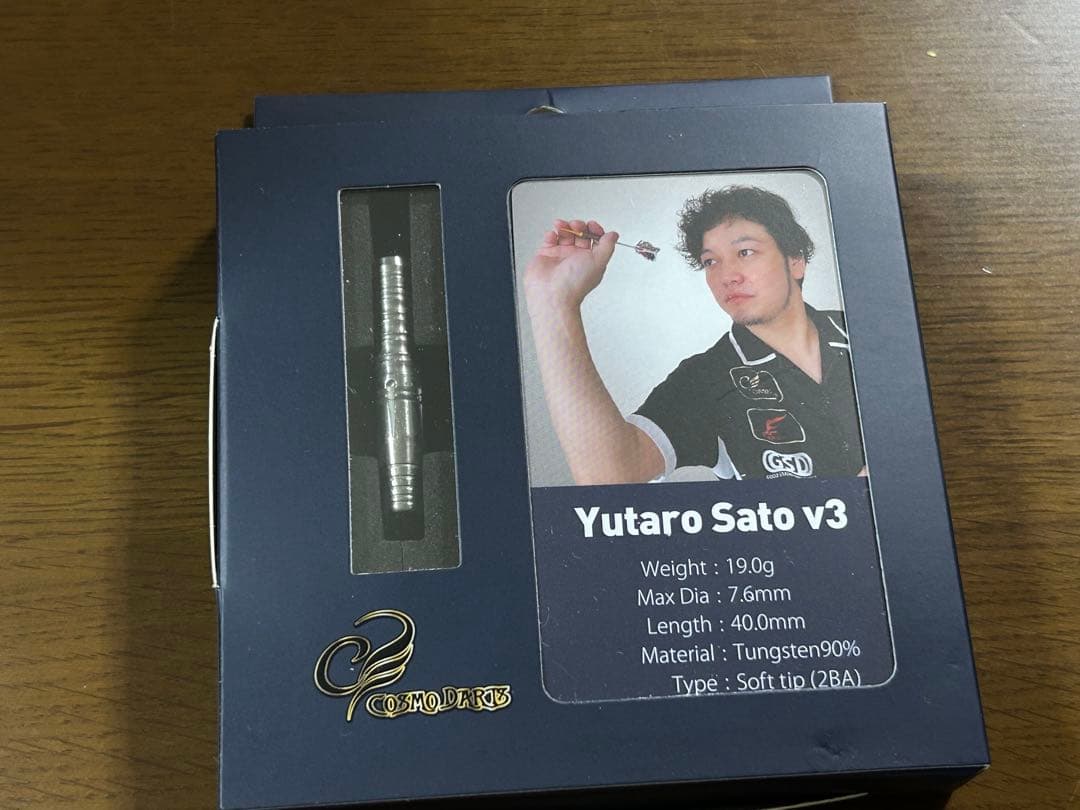 GSD
Yutaro Sato v3
Weight : 19.0g
Max Dia : 7.6mm
Length : 40.0mm
Material : Tungsten90%
Type : Soft tip (2BA)
COSMO DARTS